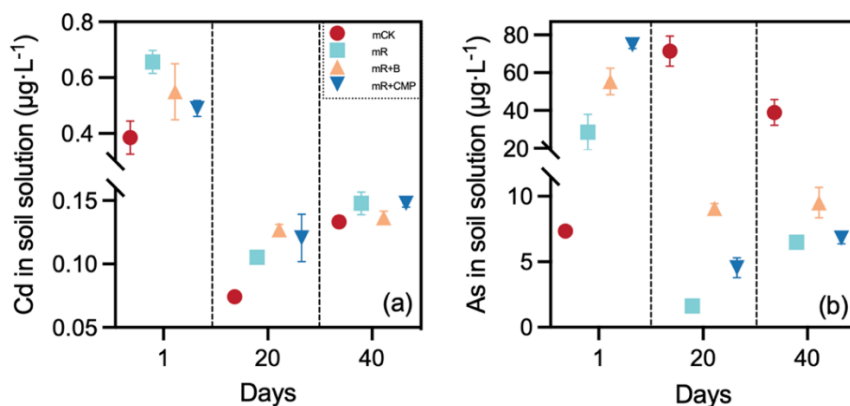 Cd in soil solution (µg·L⁻¹)
0.8
0.6
0.4
0.15
0.10
0.05
mCK
mR
mR+B
mR+CMP
(a)
1 20 40
Days
As in soil solution (µg·L⁻¹)
80
60
40
20
10
5
0
(b)
1 20 40
Days